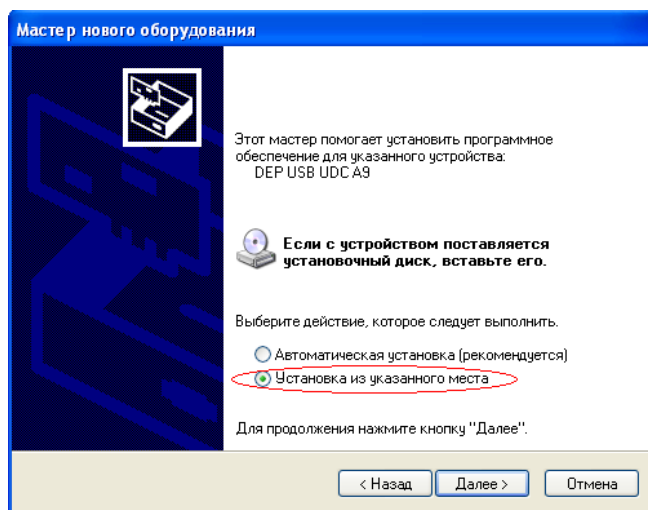 Мастер нового оборудования
Этот мастер помогает установить программное
обеспечение для указанного устройства:
DEP USB UDC A9
Если с устройством поставляется
установочный диск, вставьте его.
Выберите действие, которое следует выполнить.
Автоматическая установка (рекомендуется)
Установка из указанного места
Для продолжения нажмите кнопку "Далее".
< Назад Далее > Отмена